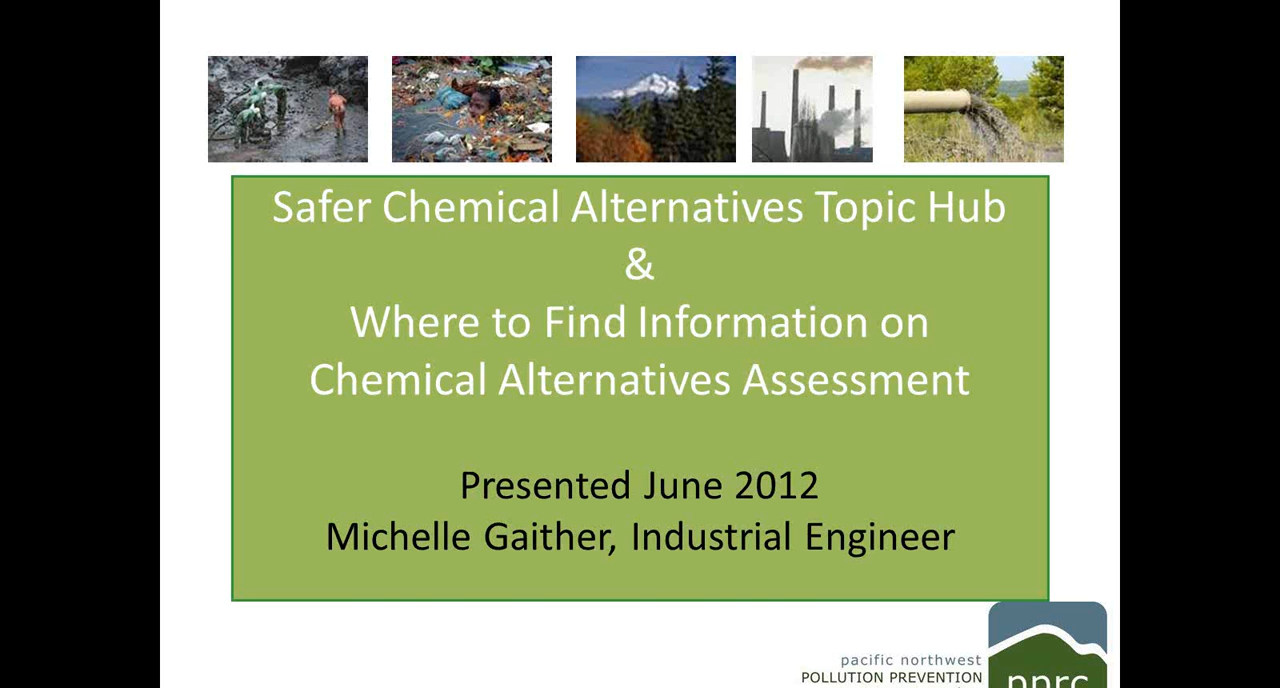 Safer Chemical Alternatives Topic Hub
&
Where to Find Information on
Chemical Alternatives Assessment
Presented June 2012
Michelle Gaither, Industrial Engineer
pacific northwest
POLLUTION PREVENTION
pprc